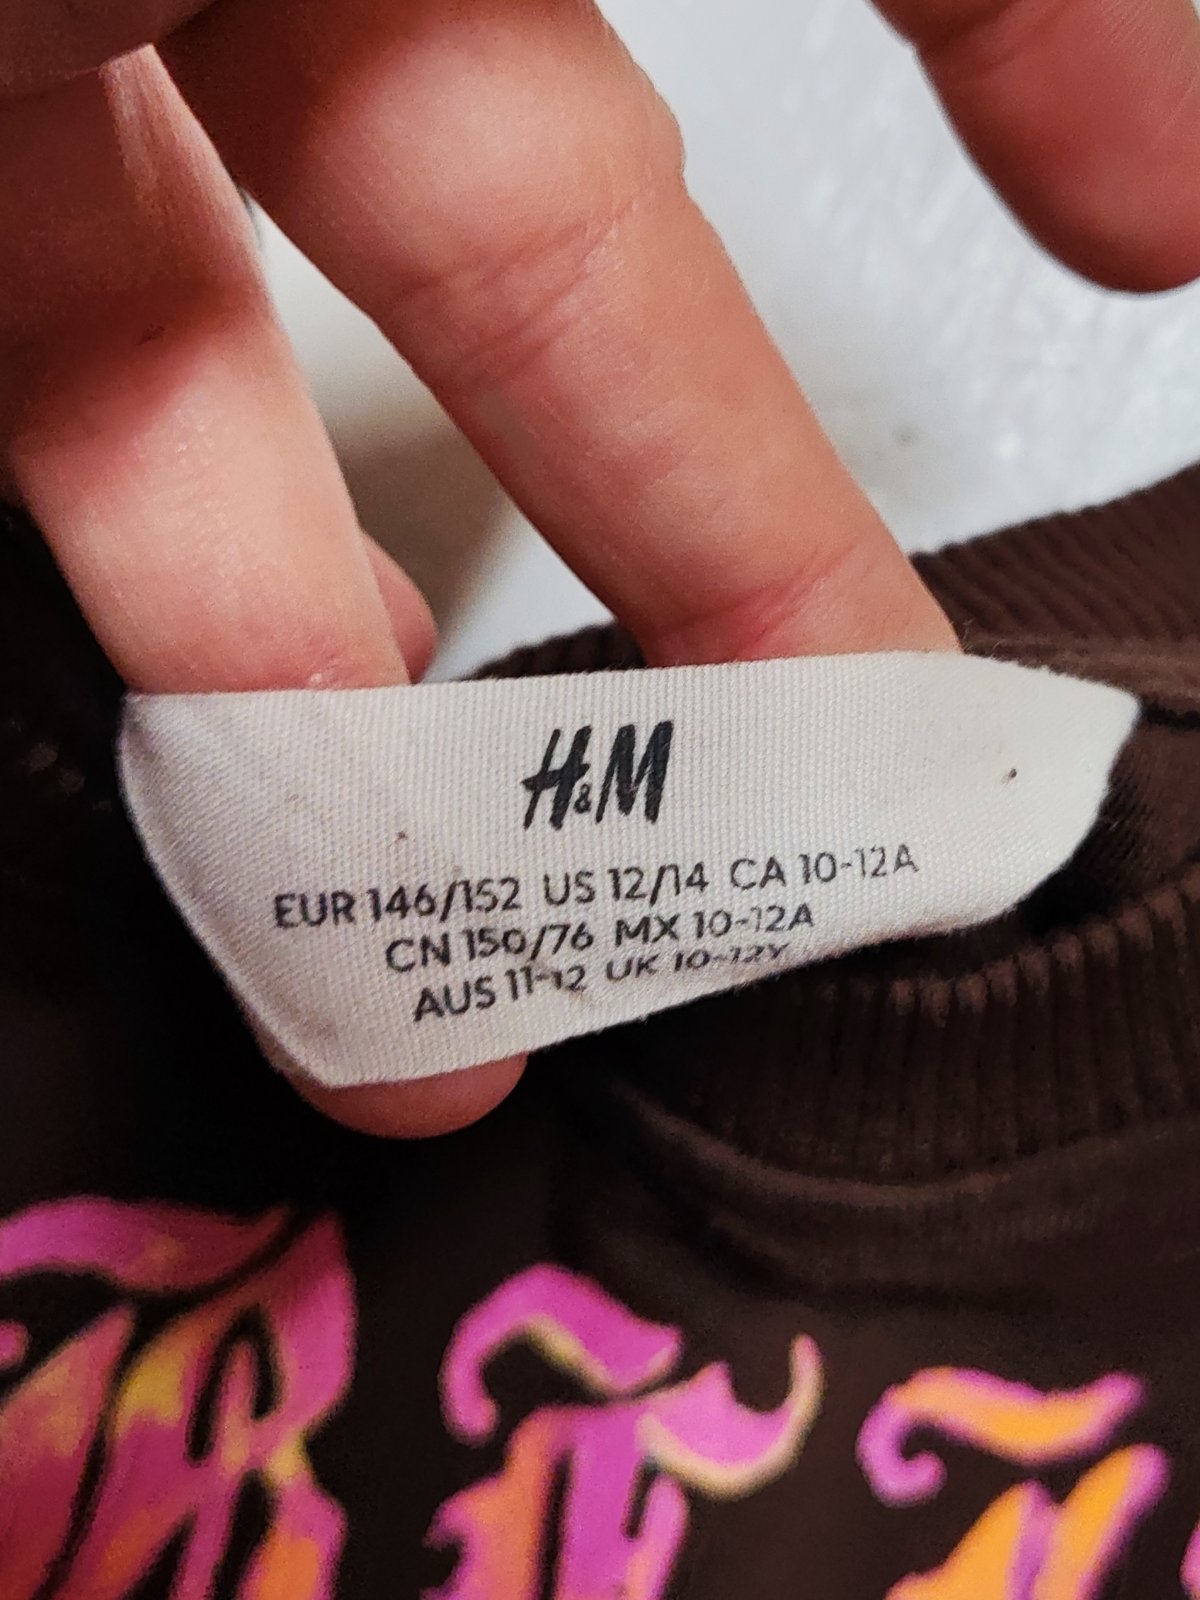 H&M
EUR 146/152 US 12/14 CA 10-12A
CN 150/76 MX 10-12A
AUS 11-12 UK 10-12Y